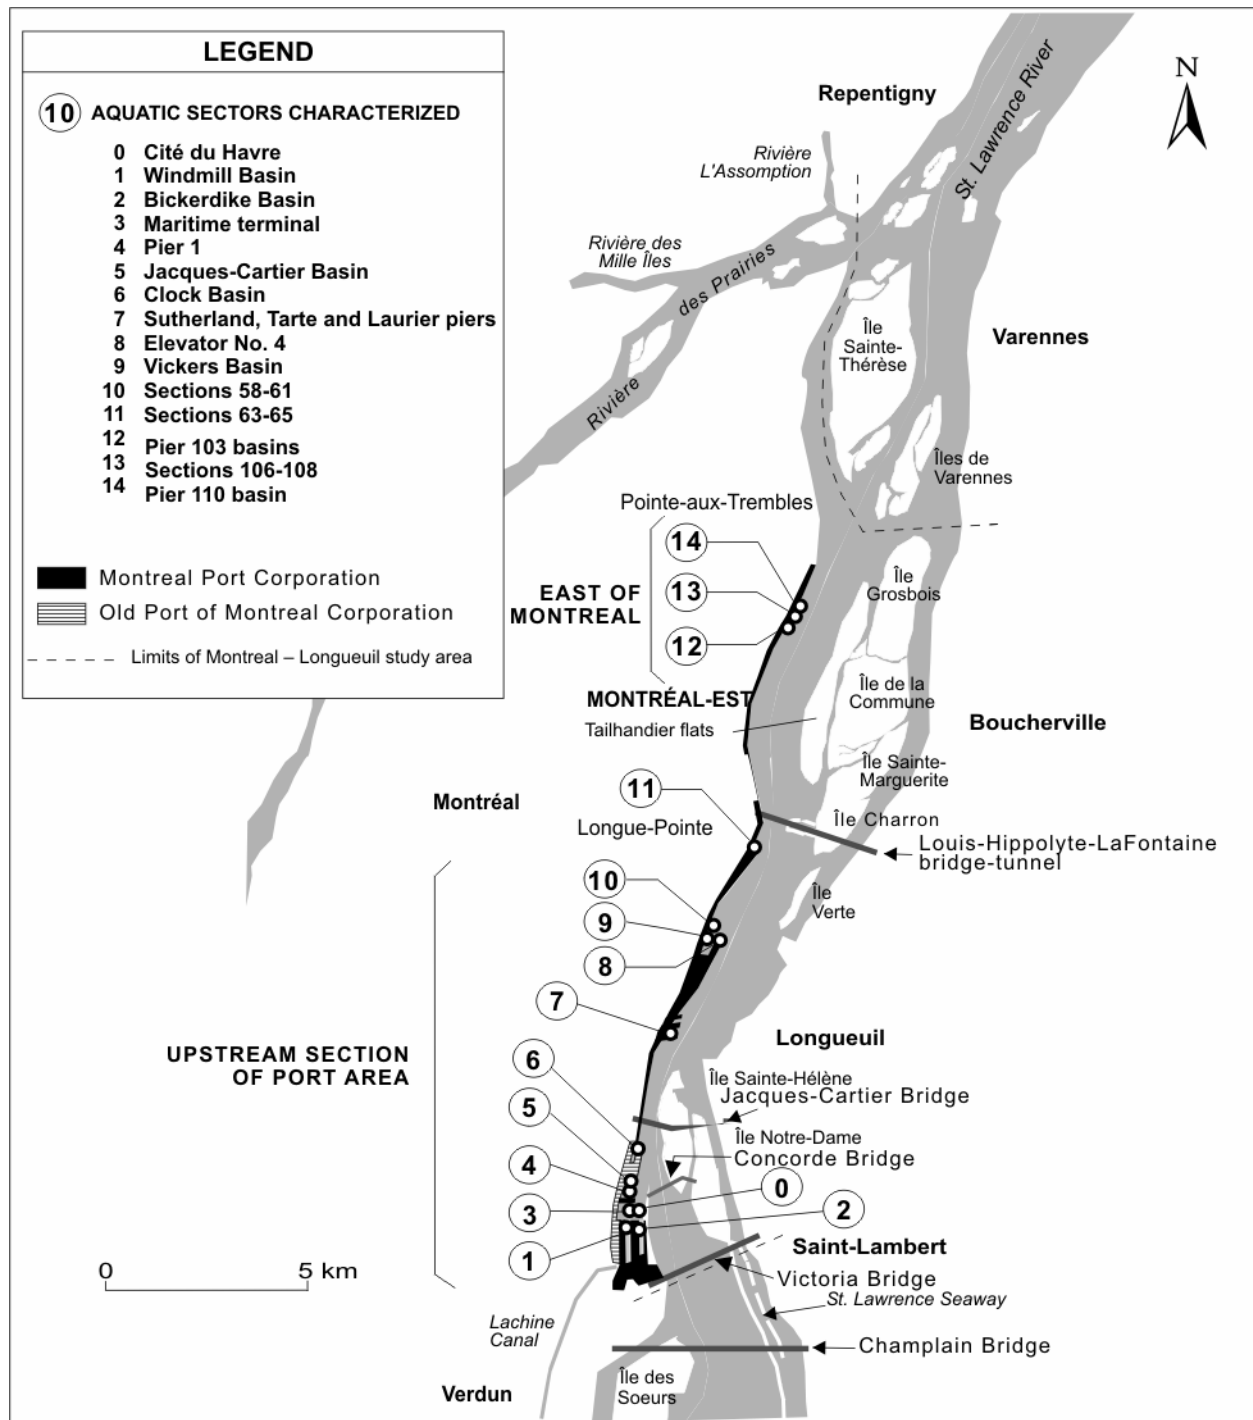 LEGEND
10 AQUATIC SECTORS CHARACTERIZED
0 Cité du Havre
1 Windmill Basin
2 Bickerdike Basin
3 Maritime terminal
4 Pier 1
5 Jacques-Cartier Basin
6 Clock Basin
7 Sutherland, Tarte and Laurier piers
8 Elevator No. 4
9 Vickers Basin
10 Sections 58-61
11 Sections 63-65
12 Pier 103 basins
13 Sections 106-108
14 Pier 110 basin
Montreal Port Corporation
Old Port of Montreal Corporation
Limits of Montreal – Longueuil study area
N
Repentigny
St. Lawrence River
Rivière
L'Assomption
Rivière des
Mille Îles
Rivière des Prairies
Île
Sainte-
Thérèse
Varennes
Îles de
Varennes
Pointe-aux-Trembles
14
13
12
EAST OF
MONTREAL
Île
Grosbois
MONTRÉAL-EST
Tailhandier flats
Île de la
Commune
Boucherville
Île Sainte-
Marguerite
11
Montréal
Longue-Pointe
Île Charron
Louis-Hippolyte-LaFontaine
bridge-tunnel
10
9
8
Île
Verte
7
UPSTREAM SECTION
OF PORT AREA
Longueuil
6
Île Sainte-Hélène
Jacques-Cartier Bridge
5
Île Notre-Dame
Concorde Bridge
4
0
3
2
1
Saint-Lambert
Victoria Bridge
St. Lawrence Seaway
0 5 km
Lachine
Canal
Champlain Bridge
Île des
Soeurs
Verdun